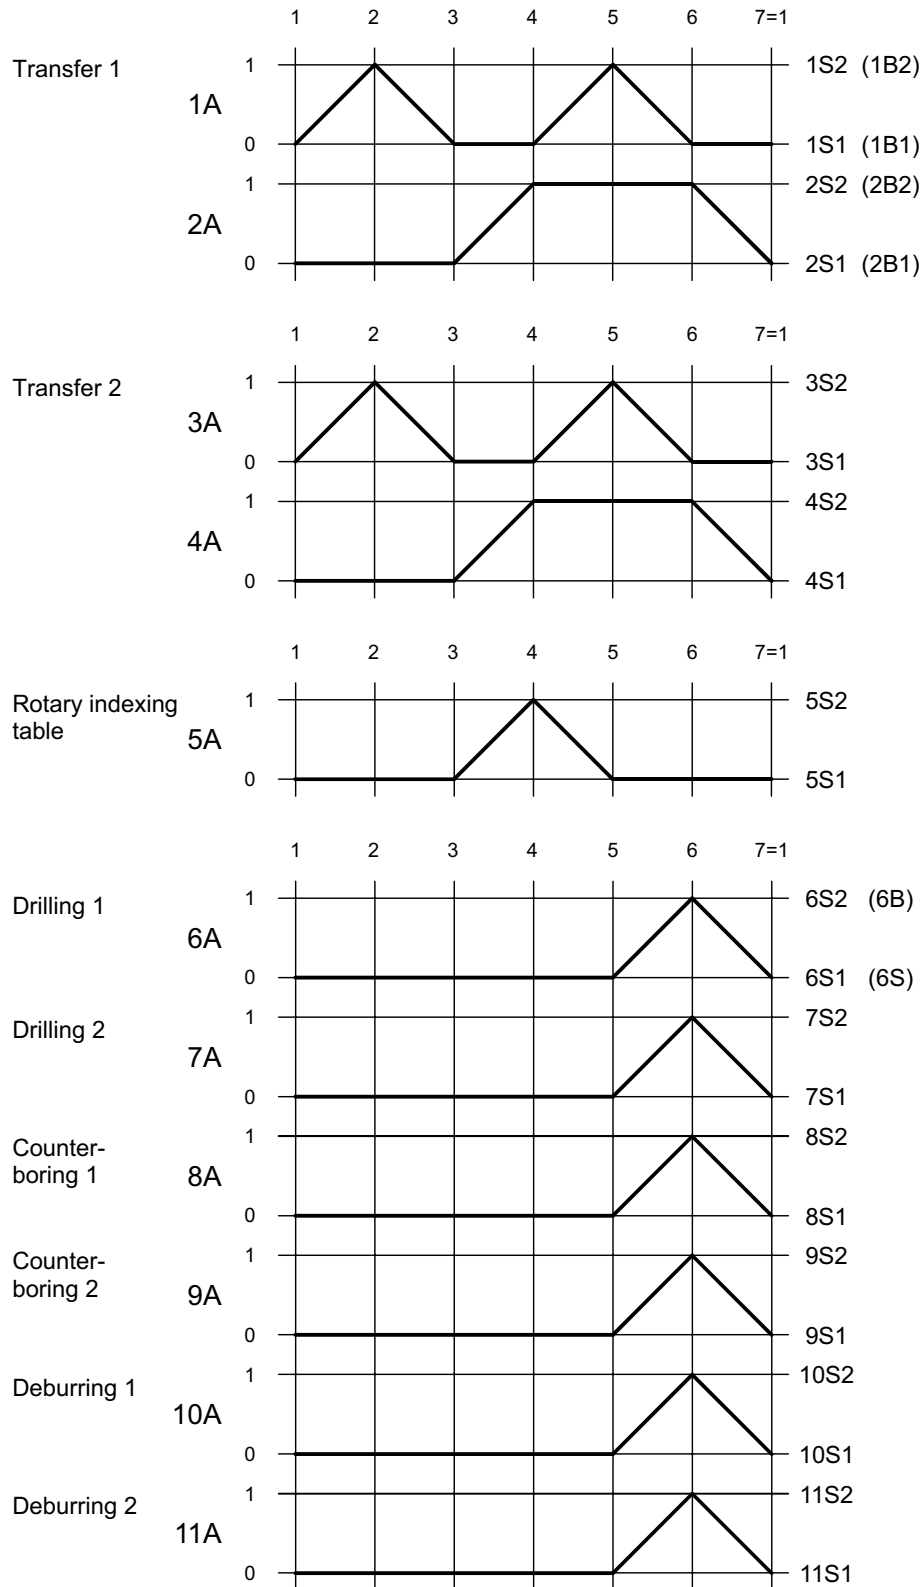 1 2 3 4 5 6 7=1
Transfer 1
1A
1 1S2 (1B2)
0 1S1 (1B1)
2A
1 2S2 (2B2)
0 2S1 (2B1)
1 2 3 4 5 6 7=1
Transfer 2
3A
1 3S2
0 3S1
4A
1 4S2
0 4S1
1 2 3 4 5 6 7=1
Rotary indexing
table
5A
1 5S2
0 5S1
1 2 3 4 5 6 7=1
Drilling 1
6A
1 6S2 (6B)
0 6S1 (6S)
Drilling 2
7A
1 7S2
0 7S1
Counter-
boring 1
8A
1 8S2
0 8S1
Counter-
boring 2
9A
1 9S2
0 9S1
Deburring 1
10A
1 10S2
0 10S1
Deburring 2
11A
1 11S2
0 11S1